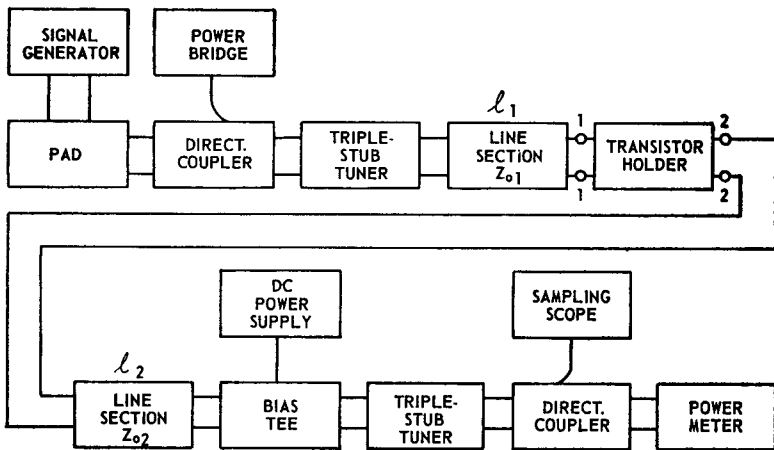 SIGNAL
GENERATOR
POWER
BRIDGE
PAD
DIRECT.
COUPLER
TRIPLE-
STUB
TUNER
ℓ1
LINE
SECTION
Zo1
1
1
TRANSISTOR
HOLDER
2
2
DC
POWER
SUPPLY
SAMPLING
SCOPE
ℓ2
LINE
SECTION
Zo2
BIAS
TEE
TRIPLE-
STUB
TUNER
DIRECT.
COUPLER
POWER
METER